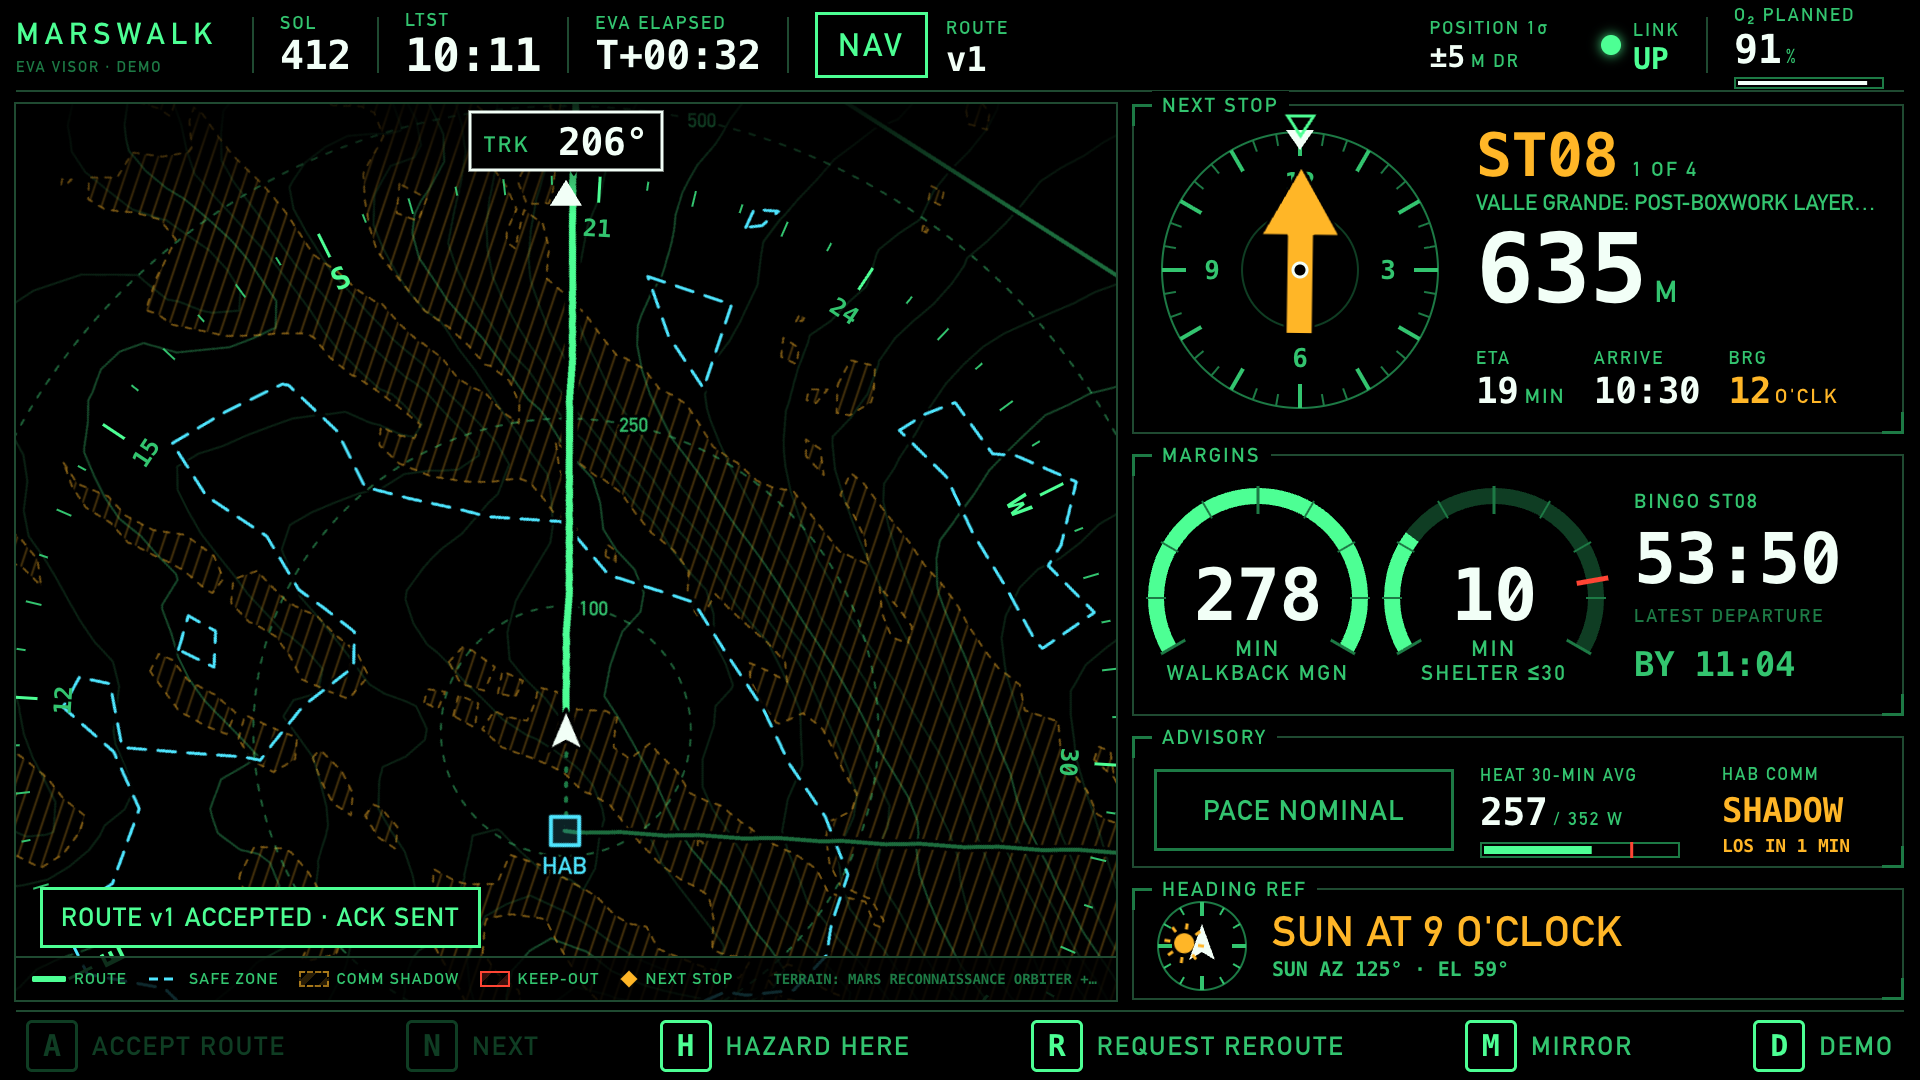 MARSWALK
EVA VISOR · DEMO
SOL
412
LTST
10:11
EVA ELAPSED
T+00:32
NAV
ROUTE
v1
POSITION 1σ
±5 M DR
LINK
UP
O₂ PLANNED
91 %
TRK 206°
500
21
S
24
250
15
W
100
12
30
HAB
ROUTE v1 ACCEPTED · ACK SENT
ROUTE
SAFE ZONE
COMM SHADOW
KEEP-OUT
NEXT STOP
TERRAIN: MARS RECONNAISSANCE ORBITER +…
NEXT STOP
9
3
6
ST08 1 OF 4
VALLE GRANDE: POST-BOXWORK LAYER…
635 M
ETA
19 MIN
ARRIVE
10:30
BRG
12 O'CLK
MARGINS
278
MIN
WALKBACK MGN
10
MIN
SHELTER ≤30
BINGO ST08
53:50
LATEST DEPARTURE
BY 11:04
ADVISORY
PACE NOMINAL
HEAT 30-MIN AVG
257 / 352 W
HAB COMM
SHADOW
LOS IN 1 MIN
HEADING REF
SUN AT 9 O'CLOCK
SUN AZ 125° · EL 59°
A ACCEPT ROUTE
N NEXT
H HAZARD HERE
R REQUEST REROUTE
M MIRROR
D DEMO